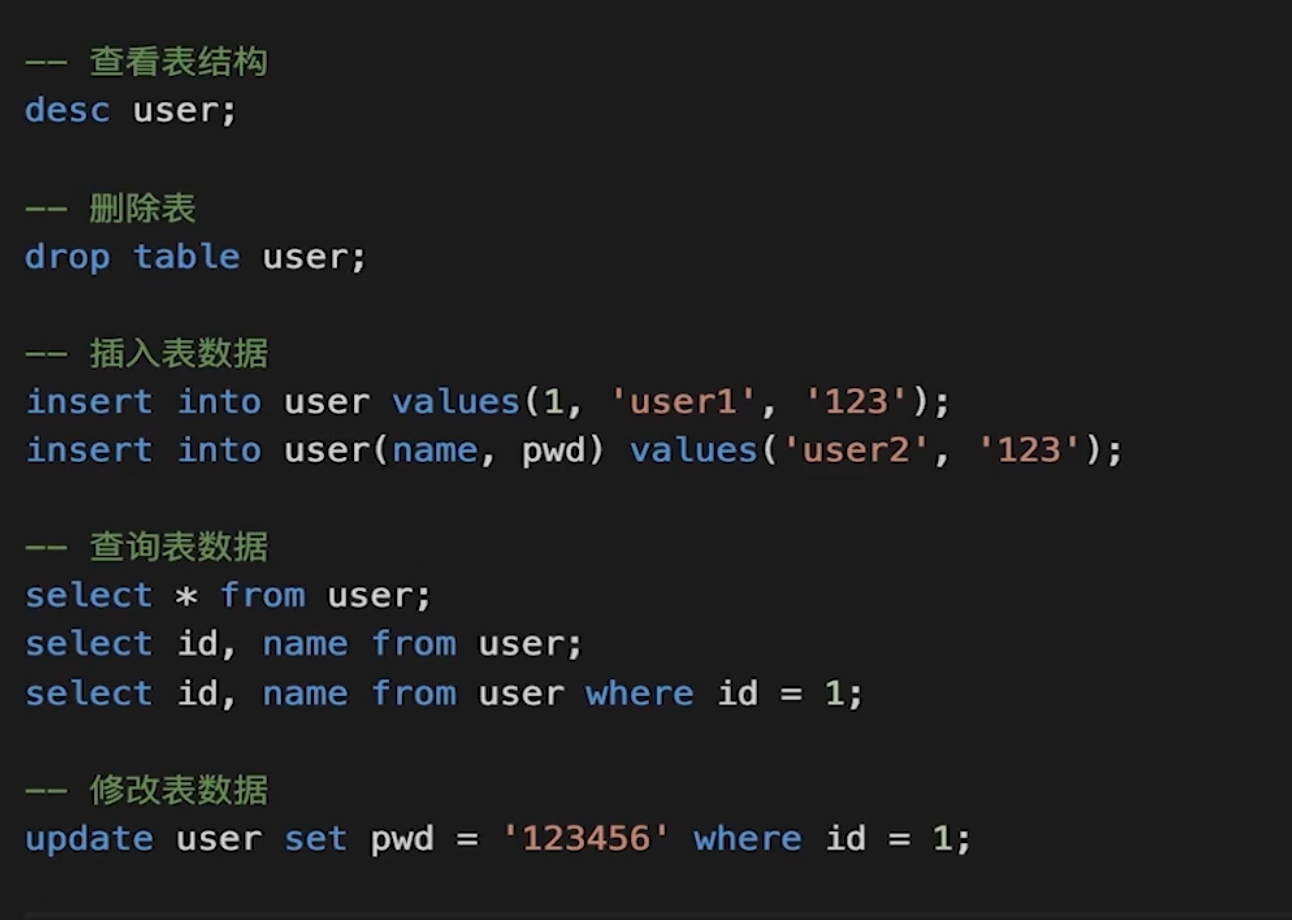 -- 查看表结构
desc user;
-- 删除表
drop table user;
-- 插入表数据
insert into user values(1, 'user1', '123');
insert into user(name, pwd) values('user2', '123');
-- 查询表数据
select * from user;
select id, name from user;
select id, name from user where id = 1;
-- 修改表数据
update user set pwd = '123456' where id = 1;